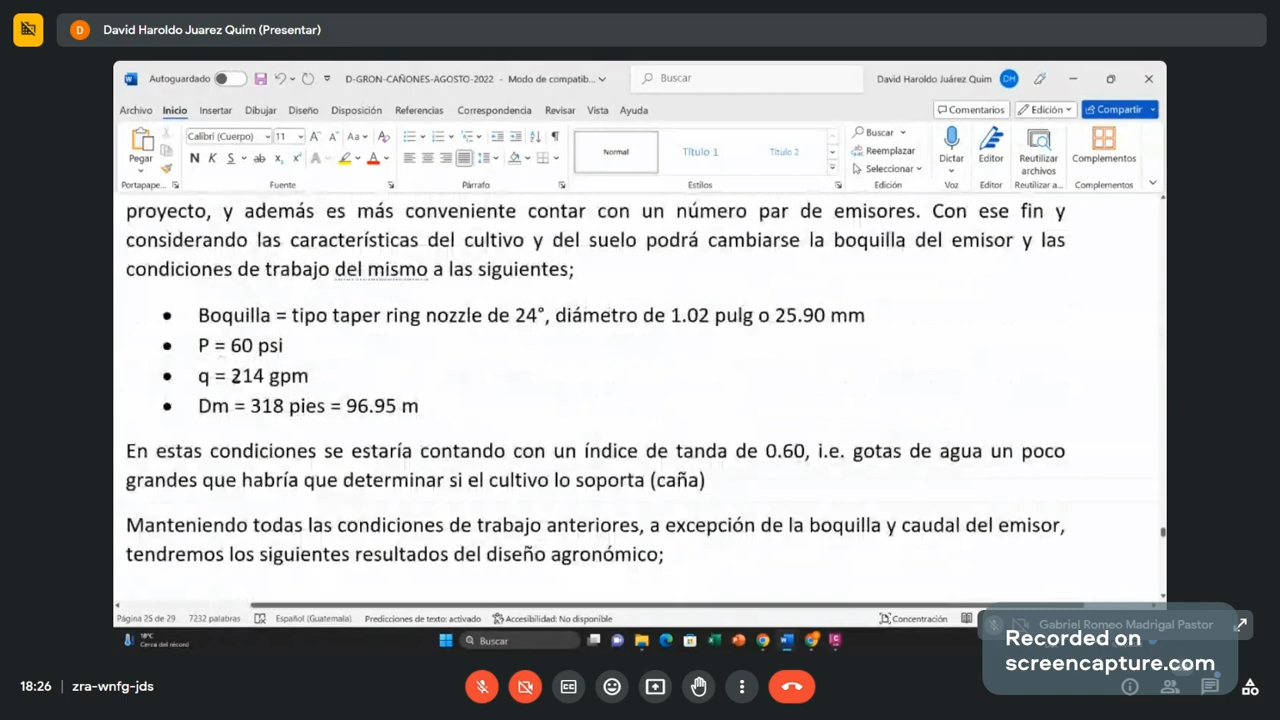 D
David Haroldo Juarez Quim (Presentar)
Autoguardado
D-GRON-CAÑONES-AGOSTO-2022 - Modo de compatib...
Buscar
David Haroldo Juárez Quim
DH
Archivo Inicio Insertar Dibujar Diseño Disposición Referencias Correspondencia Revisar Vista Ayuda
Comentarios Edición Compartir
Pegar
Calibri (Cuerpo) 11
Normal Título 1 Título 2
Buscar
Reemplazar
Seleccionar
Dictar Editor Reutilizar archivos Complementos
Portapape... Fuente Párrafo Estilos Edición Voz Editor Reutilizar a... Complementos
proyecto, y además es más conveniente contar con un número par de emisores. Con ese fin y
considerando las características del cultivo y del suelo podrá cambiarse la boquilla del emisor y las
condiciones de trabajo del mismo a las siguientes;
• Boquilla = tipo taper ring nozzle de 24°, diámetro de 1.02 pulg o 25.90 mm
• P = 60 psi
• q = 214 gpm
• Dm = 318 pies = 96.95 m
En estas condiciones se estaría contando con un índice de tanda de 0.60, i.e. gotas de agua un poco
grandes que habría que determinar si el cultivo lo soporta (caña)
Manteniendo todas las condiciones de trabajo anteriores, a excepción de la boquilla y caudal del emisor,
tendremos los siguientes resultados del diseño agronómico;
Página 25 de 29 7232 palabras Español (Guatemala) Predicciones de texto: activado Accesibilidad: No disponible Concentración
Gabriel Romeo Madrigal Pastor
18°C
Cerca del récord
Buscar
Recorded on
screencapture.com
18:26 | zra-wnfg-jds